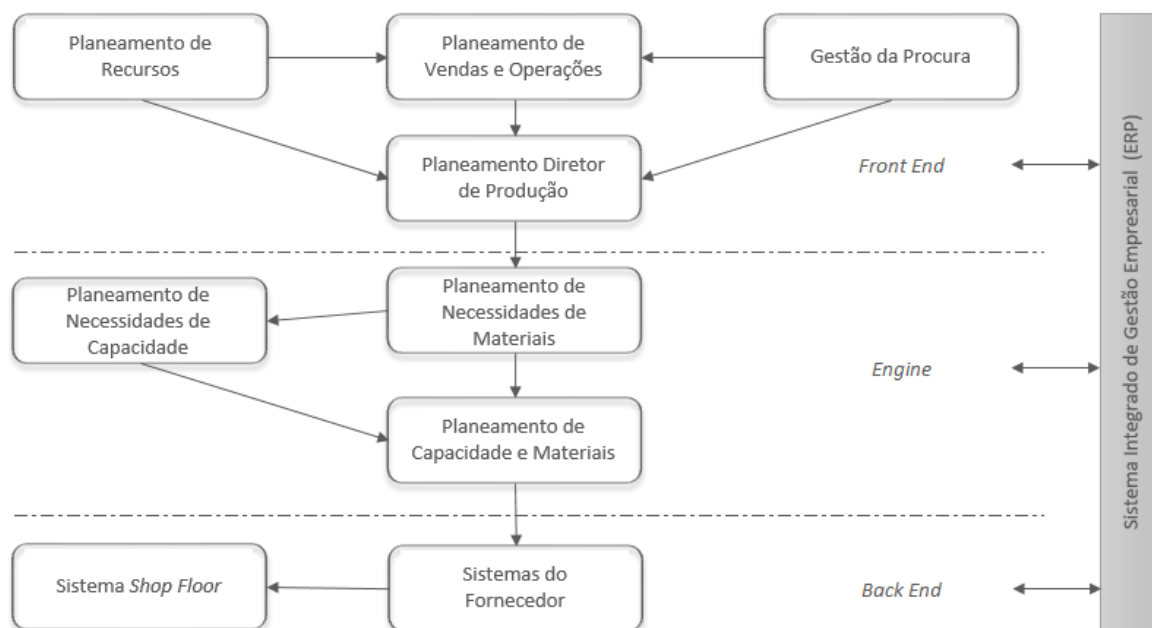 Planeamento de
Recursos
Planeamento de
Vendas e Operações
Gestão da Procura
Planeamento Diretor
de Produção
Front End
Planeamento de
Necessidades de
Capacidade
Planeamento de
Necessidades de
Materiais
Engine
Planeamento de
Capacidade e Materiais
Sistema Shop Floor
Sistemas do
Fornecedor
Back End
Sistema Integrado de Gestão Empresarial (ERP)